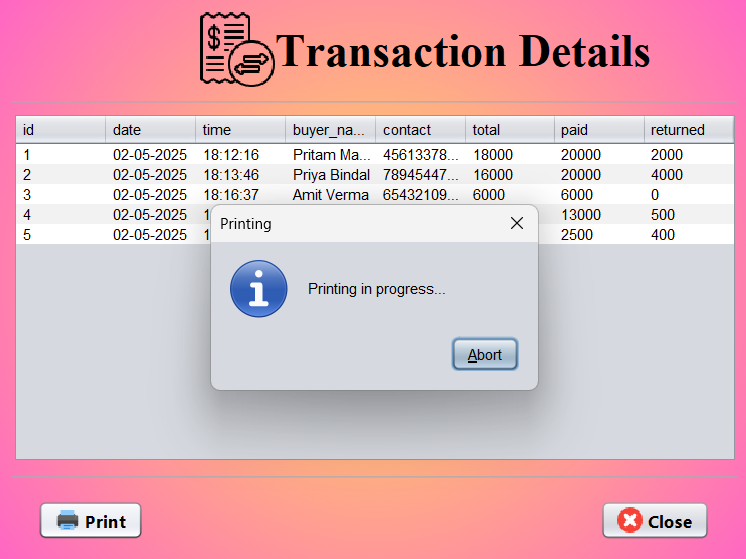 Transaction Details
id date time buyer_na... contact total paid returned
1 02-05-2025 18:12:16 Pritam Ma... 45613378... 18000 20000 2000
2 02-05-2025 18:13:46 Priya Bindal 78945447... 16000 20000 4000
3 02-05-2025 18:16:37 Amit Verma 65432109... 6000 6000 0
4 02-05-2025 1 13000 500
5 02-05-2025 1 2500 400
Printing
Printing in progress...
Abort
Print Close